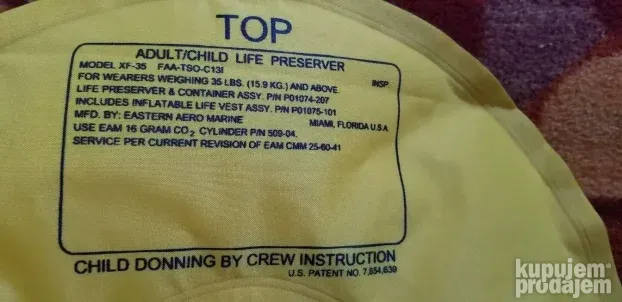 TOP
ADULT/CHILD LIFE PRESERVER
MODEL XF-35 FAA-TSO-C13f
INSP.
FOR WEARERS WEIGHING 35 LBS. (15.9 KG.) AND ABOVE
LIFE PRESERVER & CONTAINER ASSY. P/N P01074-207
INCLUDES INFLATABLE LIFE VEST ASSY. P/N P01075-101
MFD. BY: EASTERN AERO MARINE MIAMI, FLORIDA U.S.A
USE EAM 16 GRAM CO2 CYLINDER P/N 509-04.
SERVICE PER CURRENT REVISION OF EAM CMM 25-60-41
CHILD DONNING BY CREW INSTRUCTION
U.S. PATENT NO. 7,854,639
kupujem
prodajem